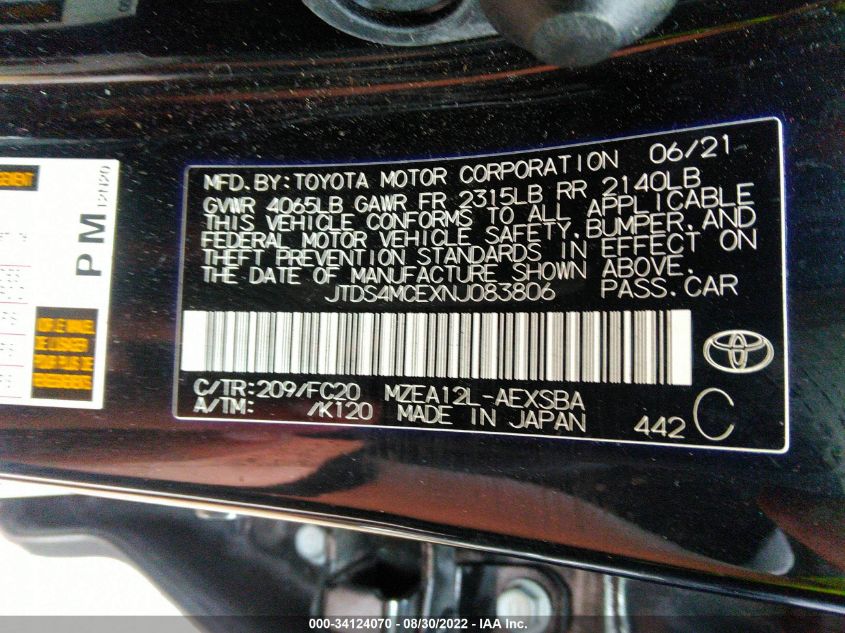 MFD.BY:TOYOTA MOTOR CORPORATION 06/21
GVWR 4065LB GAWR FR 2315LB RR 2140LB
THIS VEHICLE CONFORMS TO ALL APPLICABLE
FEDERAL MOTOR VEHICLE SAFETY,BUMPER,AND
THEFT PREVENTION STANDARDS IN EFFECT ON
THE DATE OF MANUFACTURE SHOWN ABOVE.
JTDS4MCEXNJ083806 PASS.CAR
C/TR:209/FC20 MZEA12L-AEXSBA
A/TM: /K120 MADE IN JAPAN 442 C
PM 12N20
000-34124070 - 08/30/2022 - IAA Inc.